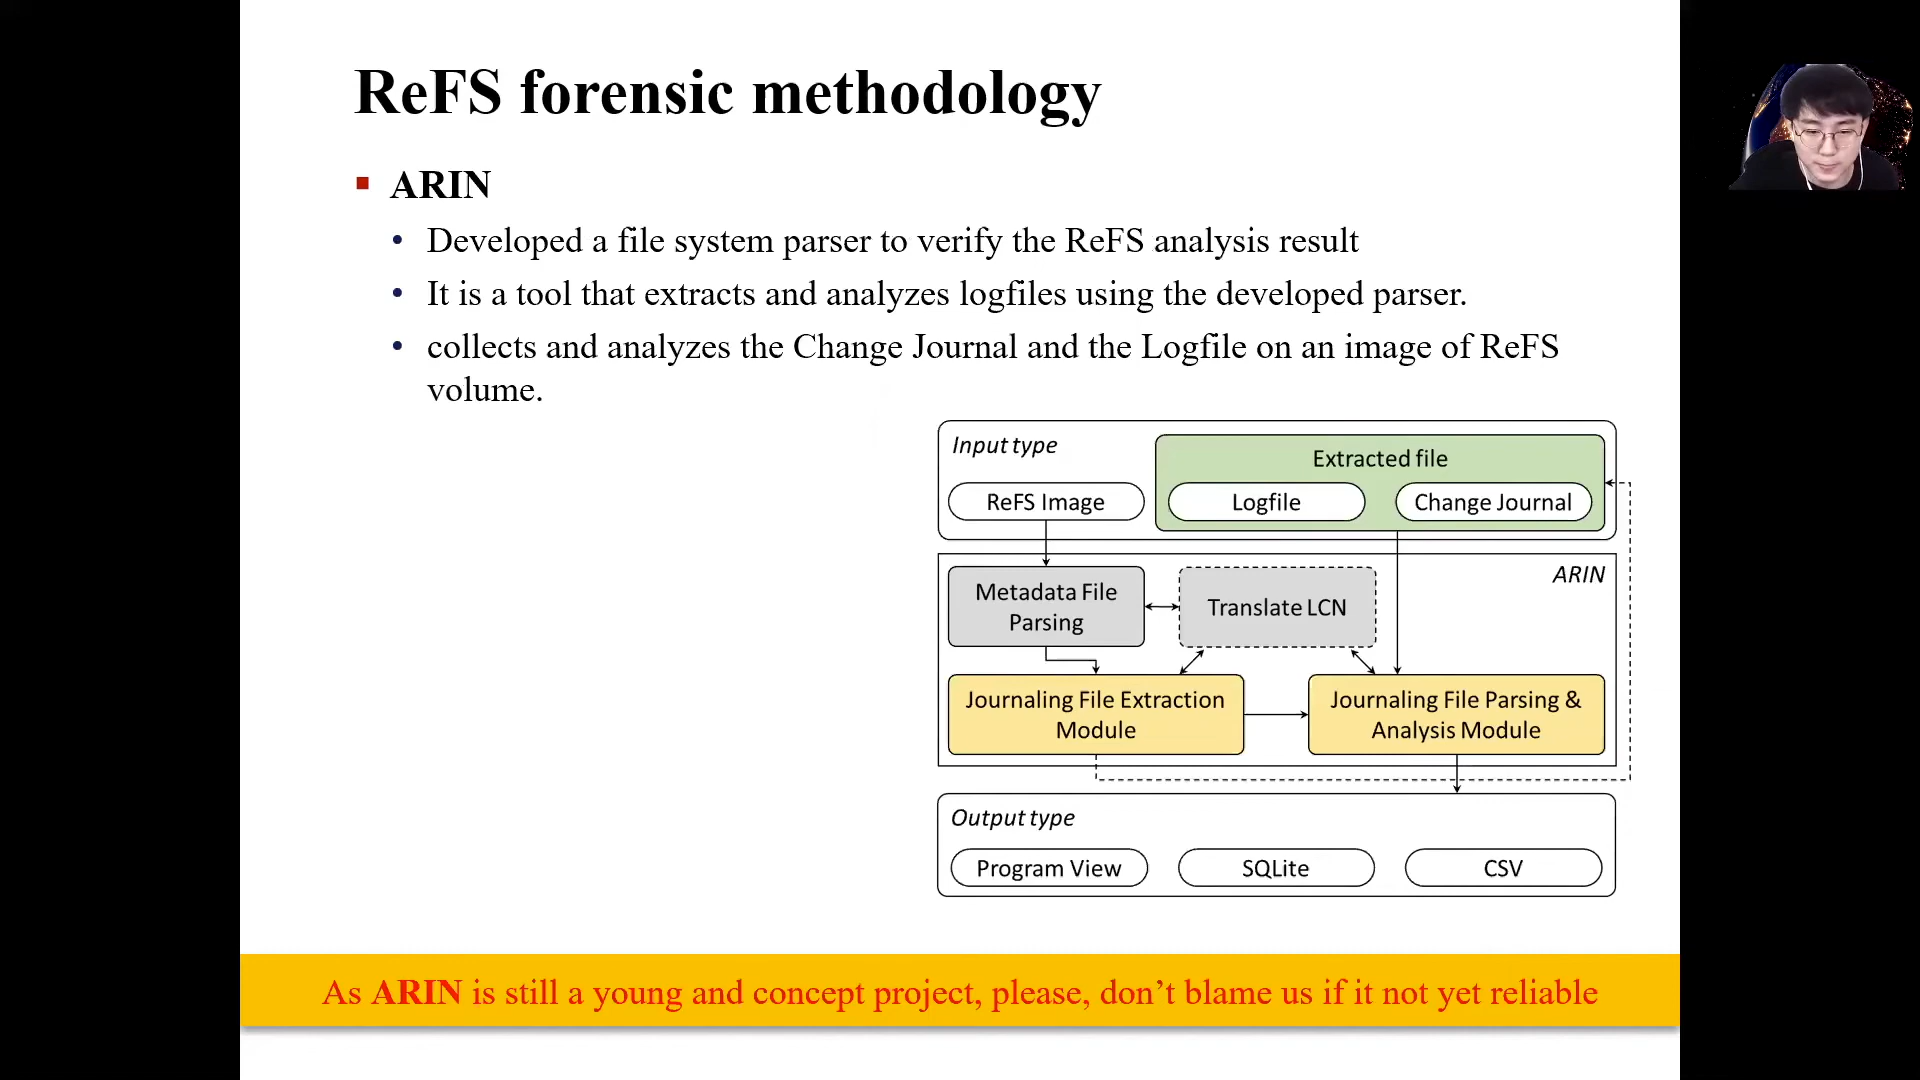 ReFS forensic methodology
ARIN
Developed a file system parser to verify the ReFS analysis result
It is a tool that extracts and analyzes logfiles using the developed parser.
collects and analyzes the Change Journal and the Logfile on an image of ReFS
volume.
Input type
Extracted file
ReFS Image
Logfile
Change Journal
ARIN
Metadada File
Parsing
Translate LCN
Journaling File Extraction
Module
Journaling File Parsing &
Analysis Module
Output type
Program View
SQLite
CSV
As ARIN is still a young and concept project, please, don’t blame us if it not yet reliable